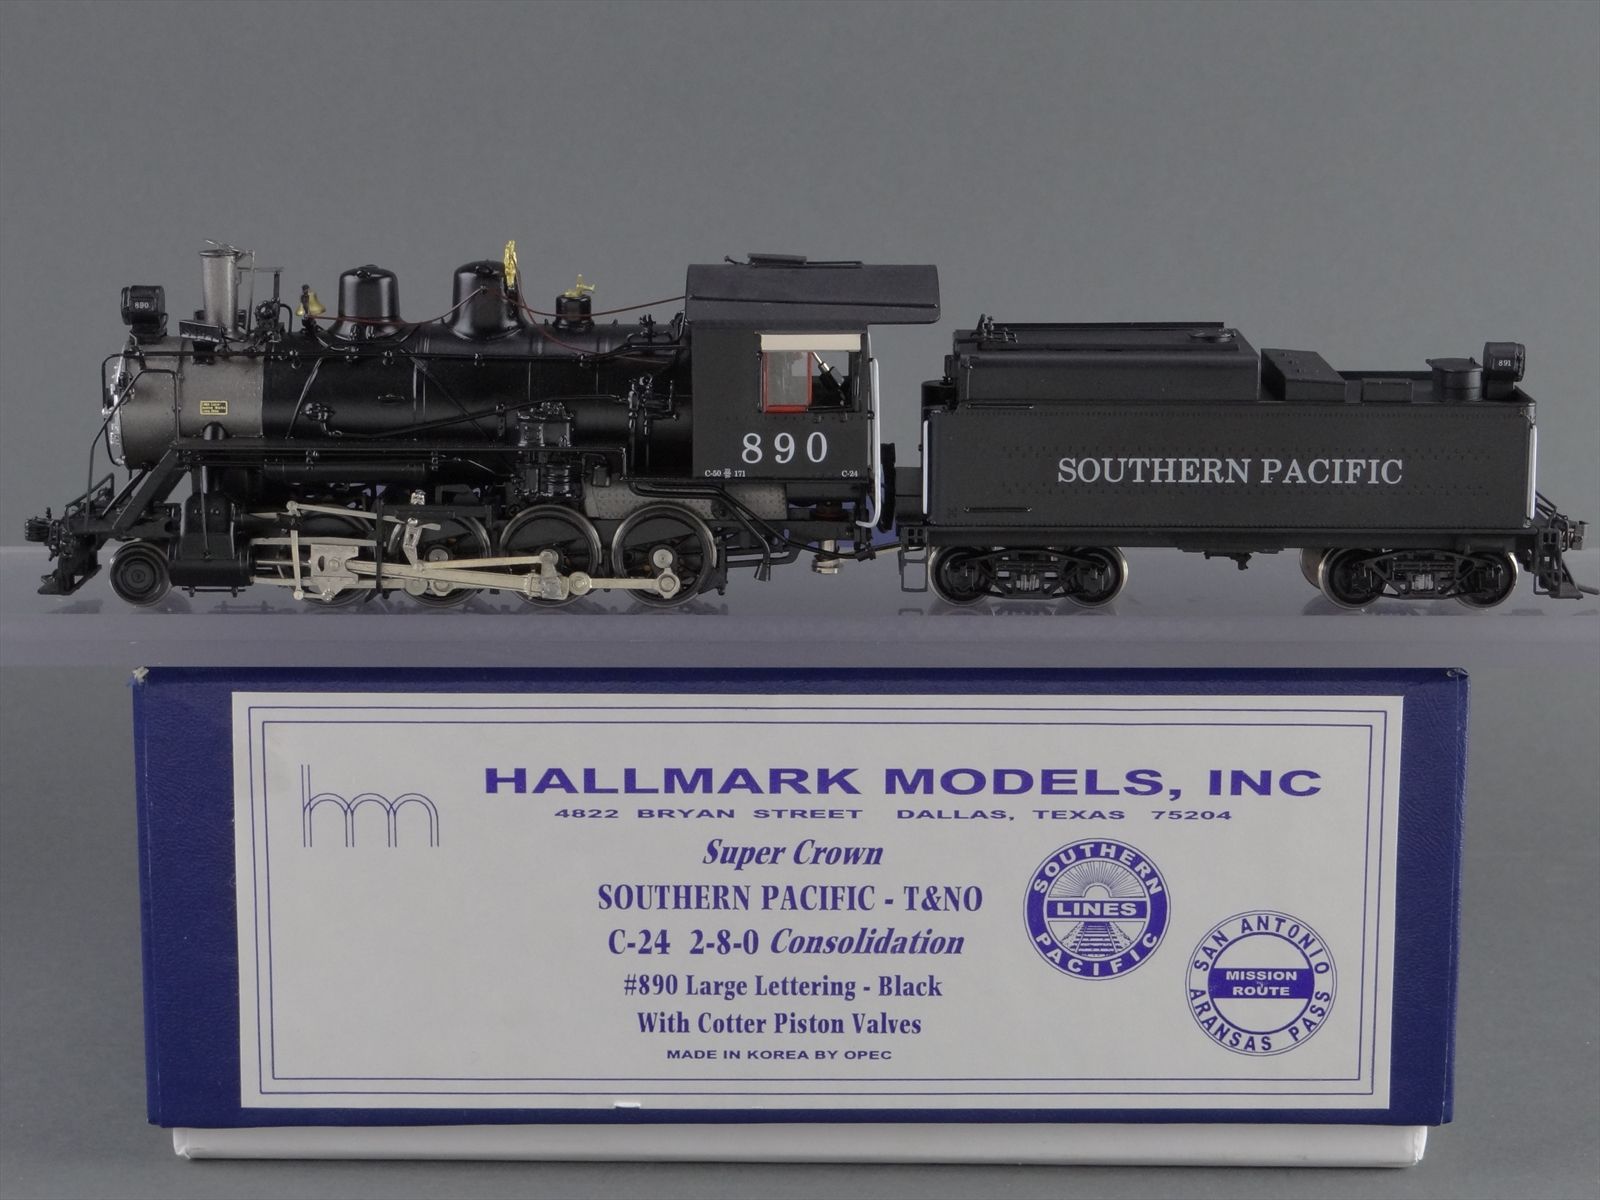 890
891
890
C-50 171 C-24
SOUTHERN PACIFIC
hm
HALLMARK MODELS, INC
4822 BRYAN STREET DALLAS, TEXAS 75204
Super Crown
SOUTHERN PACIFIC - T&NO
C-24 2-8-0 Consolidation
#890 Large Lettering - Black
With Cotter Piston Valves
MADE IN KOREA BY OPEC
SOUTHERN
LINES
PACIFIC
SAN ANTONIO
MISSION
ROUTE
ARANSAS PASS